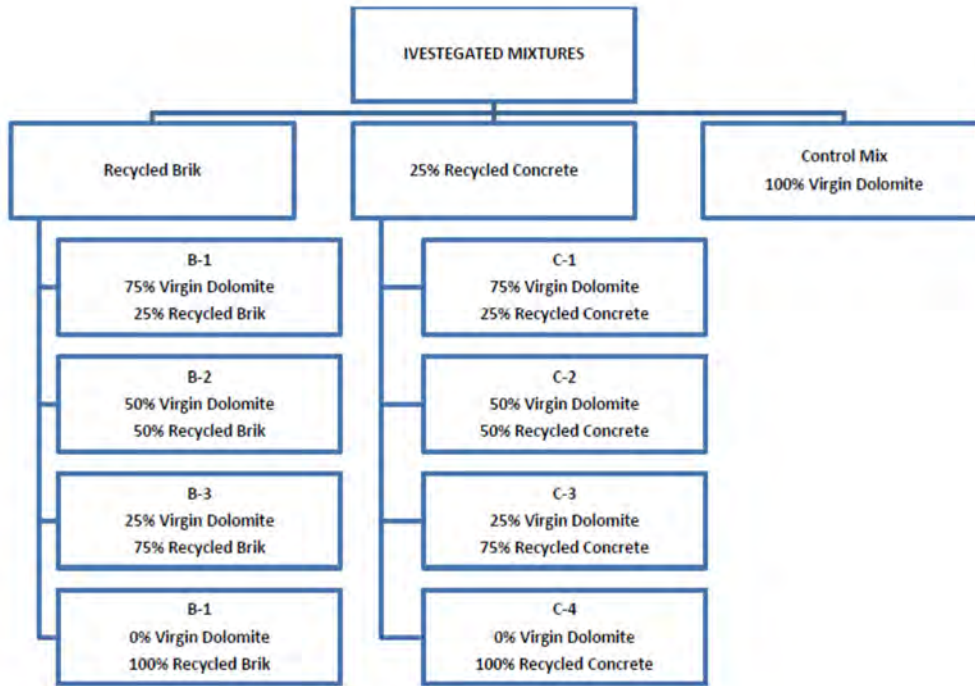 IVESTEGATED MIXTURES
Recycled Brik
25% Recycled Concrete
Control Mix
100% Virgin Dolomite
B-1
75% Virgin Dolomite
25% Recycled Brik
B-2
50% Virgin Dolomite
50% Recycled Brik
B-3
25% Virgin Dolomite
75% Recycled Brik
B-1
0% Virgin Dolomite
100% Recycled Brik
C-1
75% Virgin Dolomite
25% Recycled Concrete
C-2
50% Virgin Dolomite
50% Recycled Concrete
C-3
25% Virgin Dolomite
75% Recycled Concrete
C-4
0% Virgin Dolomite
100% Recycled Concrete